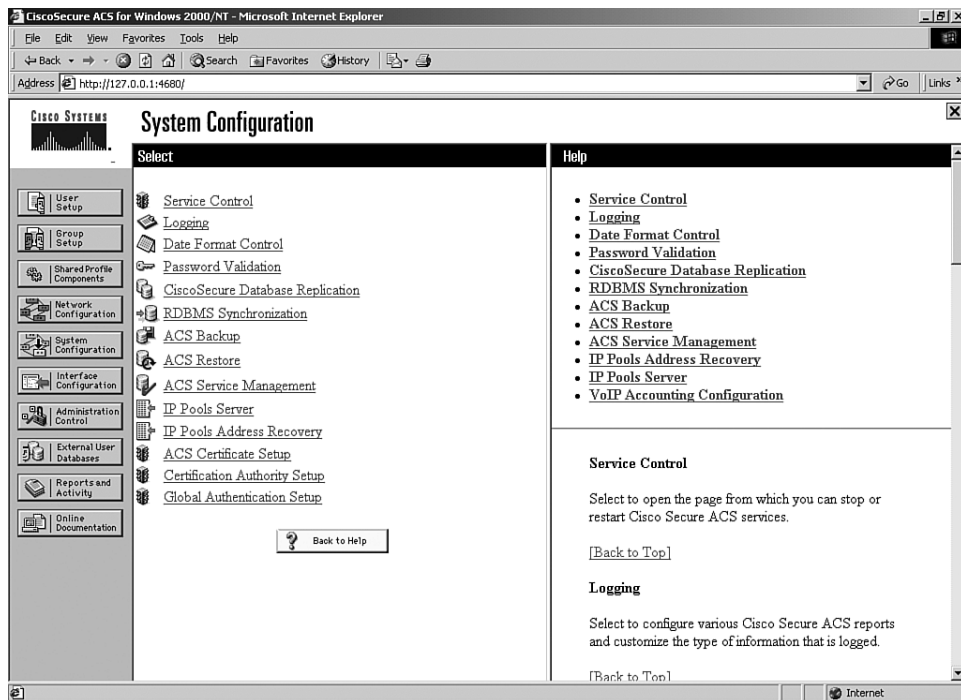 CiscoSecure ACS for Windows 2000/NT - Microsoft Internet Explorer
File Edit View Favorites Tools Help
Back Search Favorites History
Address http://127.0.0.1:4680/ Go Links »
CISCO SYSTEMS
System Configuration
Select
Help
User Setup
Group Setup
Shared Profile Components
Network Configuration
System Configuration
Interface Configuration
Administration Control
External User Databases
Reports and Activity
Online Documentation
Service Control
Logging
Date Format Control
Password Validation
CiscoSecure Database Replication
RDBMS Synchronization
ACS Backup
ACS Restore
ACS Service Management
IP Pools Server
IP Pools Address Recovery
ACS Certificate Setup
Certification Authority Setup
Global Authentication Setup
? Back to Help
• Service Control
• Logging
• Date Format Control
• Password Validation
• CiscoSecure Database Replication
• RDBMS Synchronization
• ACS Backup
• ACS Restore
• ACS Service Management
• IP Pools Address Recovery
• IP Pools Server
• VoIP Accounting Configuration
Service Control
Select to open the page from which you can stop or
restart Cisco Secure ACS services.
[Back to Top]
Logging
Select to configure various Cisco Secure ACS reports
and customize the type of information that is logged.
[Back to Top]
Internet